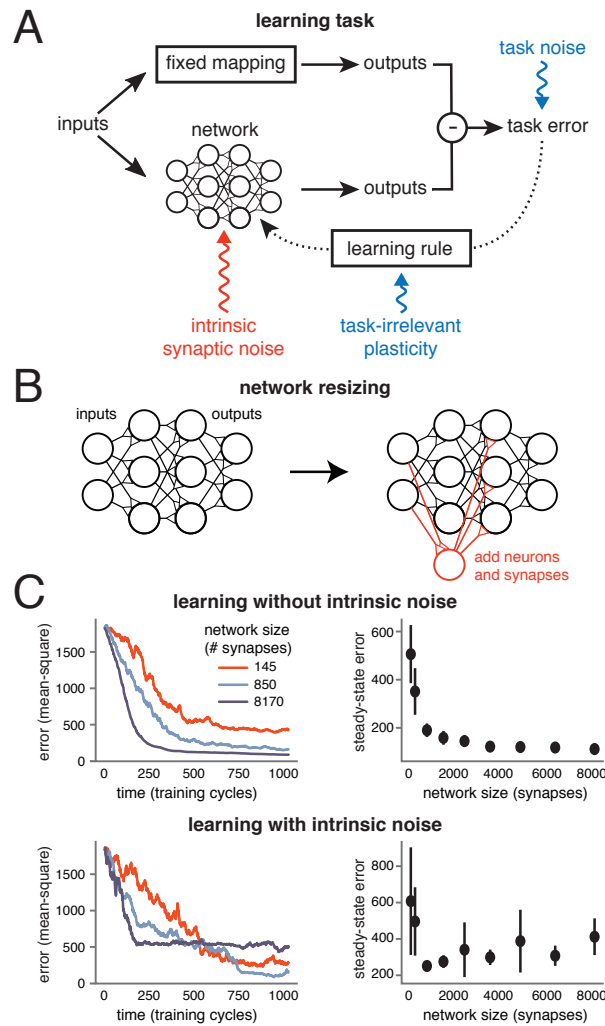 A
learning task
fixed mapping
outputs
task noise
inputs
network
-
task error
outputs
learning rule
intrinsic
synaptic noise
task-irrelevant
plasticity
B
network resizing
inputs
outputs
add neurons
and synapses
C
learning without intrinsic noise
error (mean-square)
1500
1000
500
0
0
250
500
750
1000
time (training cycles)
network size
(# synapses)
145
850
8170
steady-state error
600
400
200
0
2000
4000
6000
8000
network size (synapses)
learning with intrinsic noise
error (mean-square)
1500
1000
500
0
0
250
500
750
1000
time (training cycles)
steady-state error
800
600
400
200
0
2000
4000
6000
8000
network size (synapses)